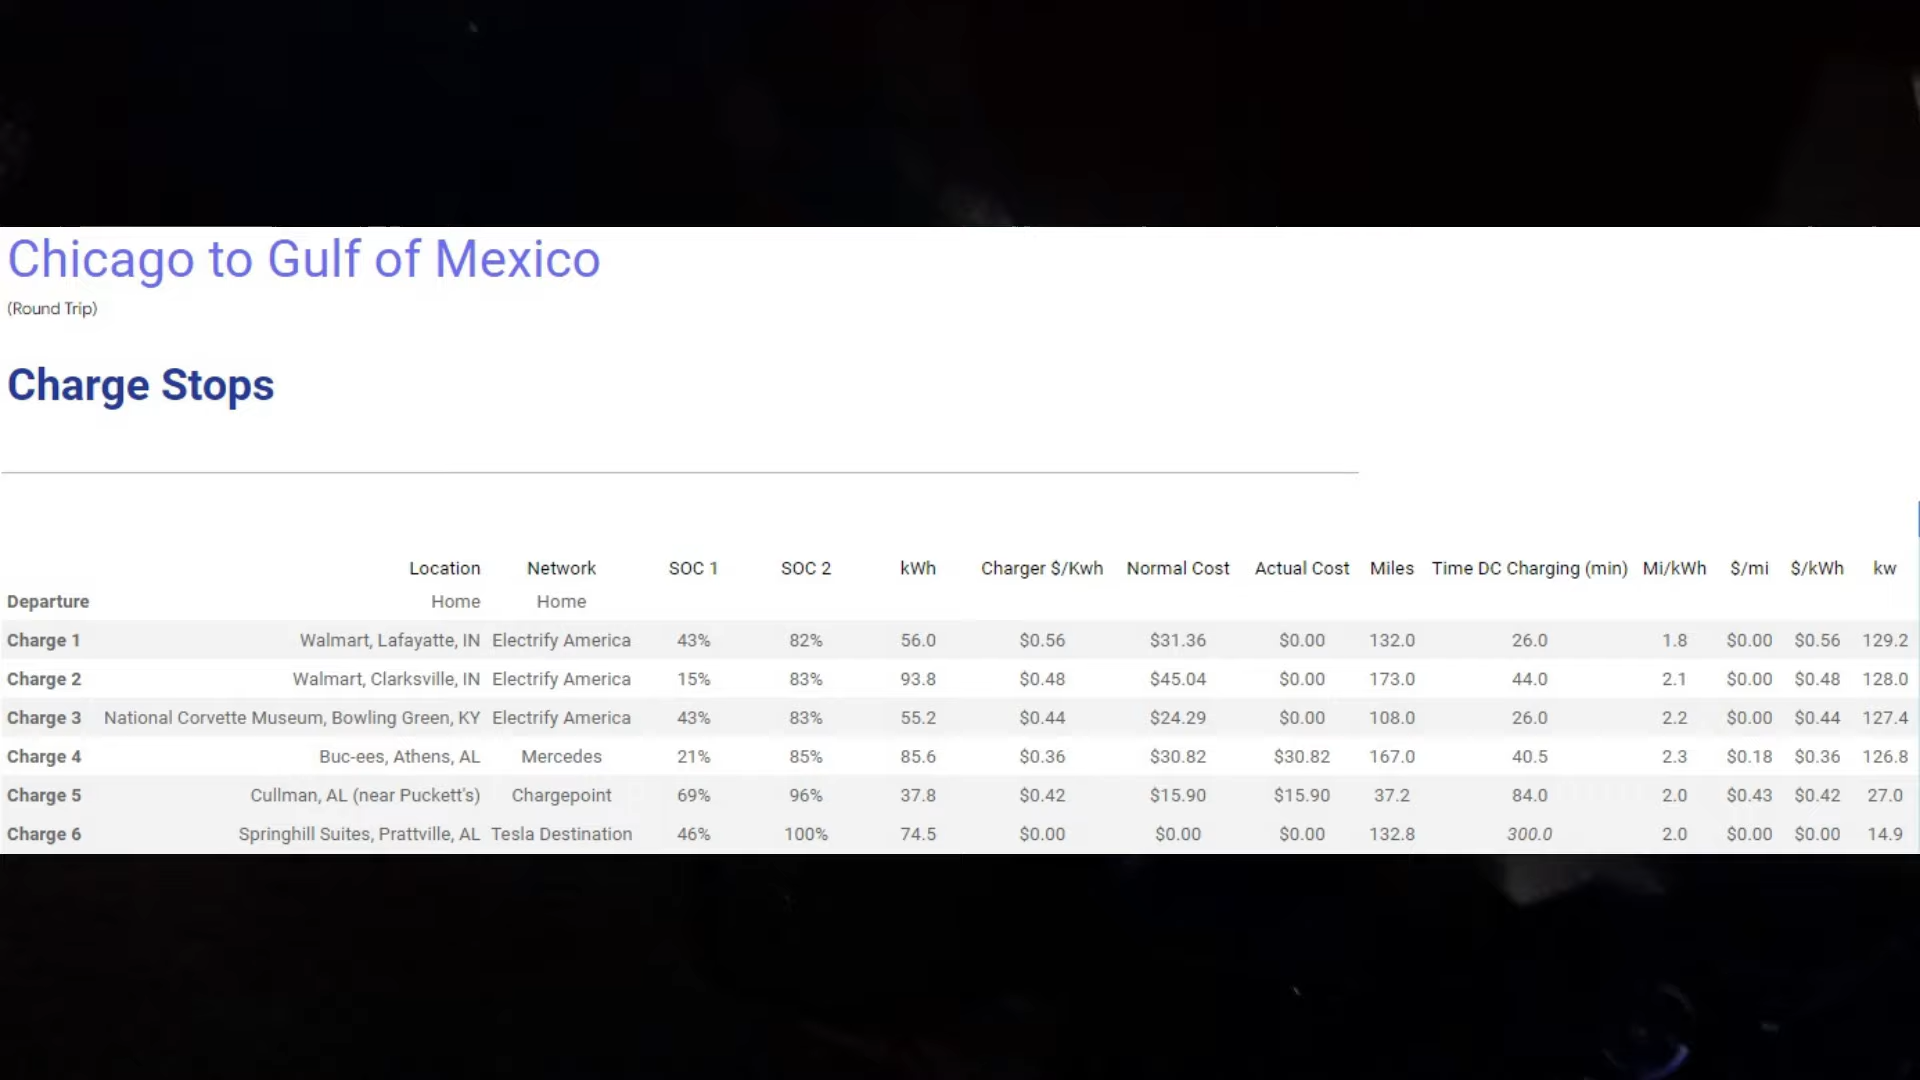 Chicago to Gulf of Mexico
(Round Trip)
Charge Stops
Location Network SOC 1 SOC 2 kWh Charger $/Kwh Normal Cost Actual Cost Miles Time DC Charging (min) Mi/kWh $/mi $/kWh kw
Departure Home Home
Charge 1 Walmart, Lafayatte, IN Electrify America 43% 82% 56.0 $0.56 $31.36 $0.00 132.0 26.0 1.8 $0.00 $0.56 129.2
Charge 2 Walmart, Clarksville, IN Electrify America 15% 83% 93.8 $0.48 $45.04 $0.00 173.0 44.0 2.1 $0.00 $0.48 128.0
Charge 3 National Corvette Museum, Bowling Green, KY Electrify America 43% 83% 55.2 $0.44 $24.29 $0.00 108.0 26.0 2.2 $0.00 $0.44 127.4
Charge 4 Buc-ees, Athens, AL Mercedes 21% 85% 85.6 $0.36 $30.82 $30.82 167.0 40.5 2.3 $0.18 $0.36 126.8
Charge 5 Cullman, AL (near Puckett's) Chargepoint 69% 96% 37.8 $0.42 $15.90 $15.90 37.2 84.0 2.0 $0.43 $0.42 27.0
Charge 6 Springhill Suites, Prattville, AL Tesla Destination 46% 100% 74.5 $0.00 $0.00 $0.00 132.8 300.0 2.0 $0.00 $0.00 14.9